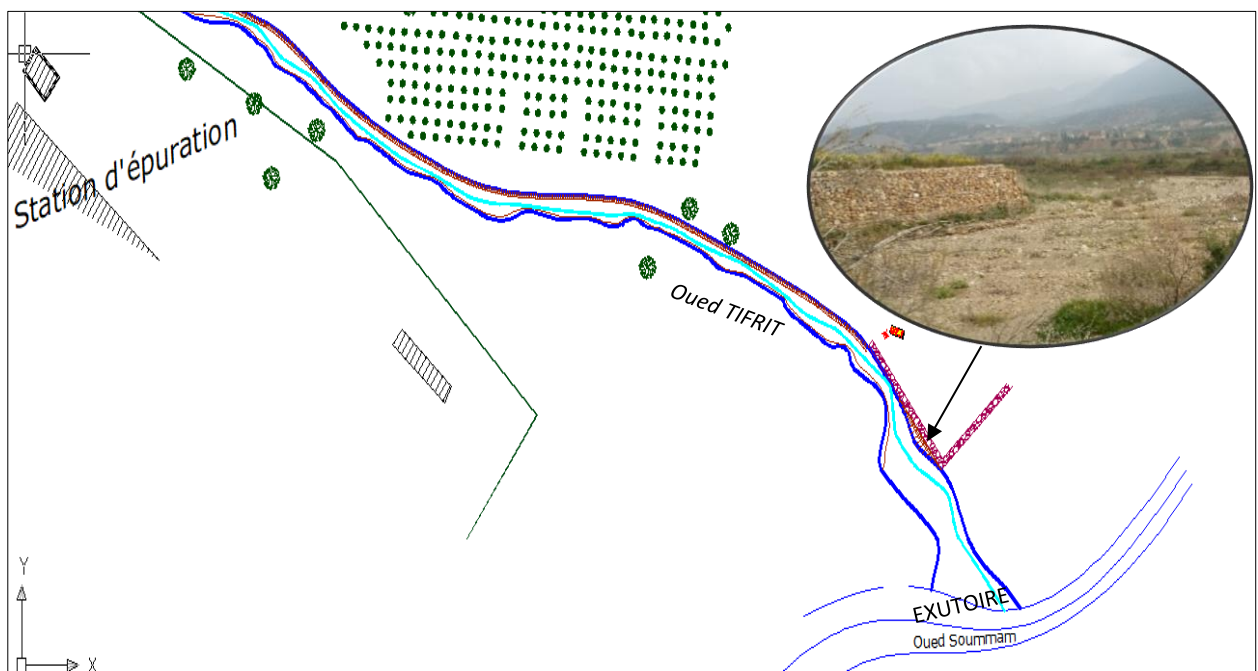 Station d'épuration
Oued TIFRIT
EXUTOIRE
Oued Soummam
Y
X